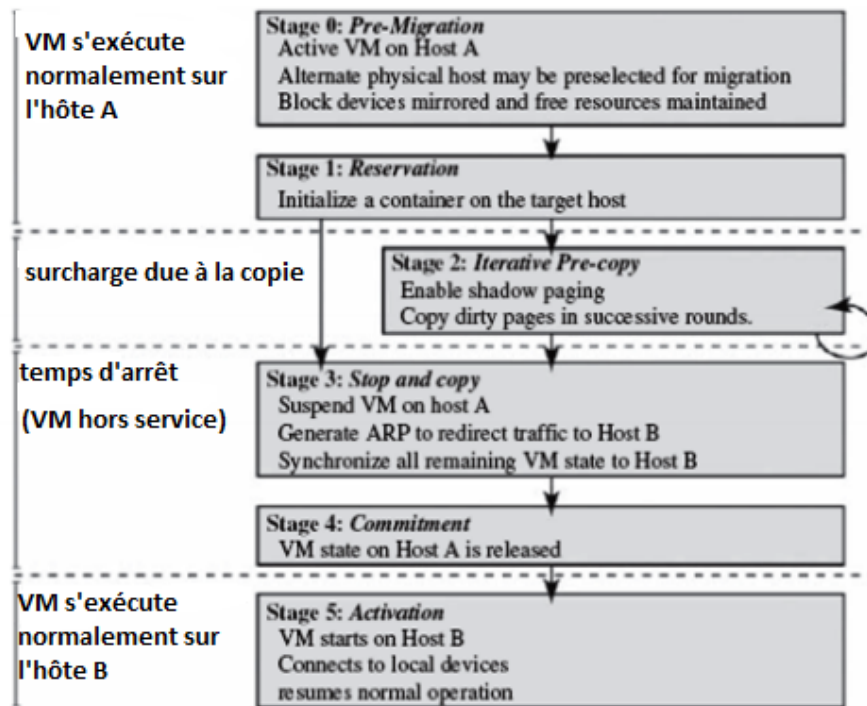 VM s'exécute
normalement sur
l'hôte A
Stage 0: Pre-Migration
Active VM on Host A
Alternate physical host may be preselected for migration
Block devices mirrored and free resources maintained
Stage 1: Reservation
Initialize a container on the target host
surcharge due à la copie
Stage 2: Iterative Pre-copy
Enable shadow paging
Copy dirty pages in successive rounds.
temps d'arrêt
(VM hors service)
Stage 3: Stop and copy
Suspend VM on host A
Generate ARP to redirect traffic to Host B
Synchronize all remaining VM state to Host B
Stage 4: Commitment
VM state on Host A is released
VM s'exécute
normalement sur
l'hôte B
Stage 5: Activation
VM starts on Host B
Connects to local devices
resumes normal operation